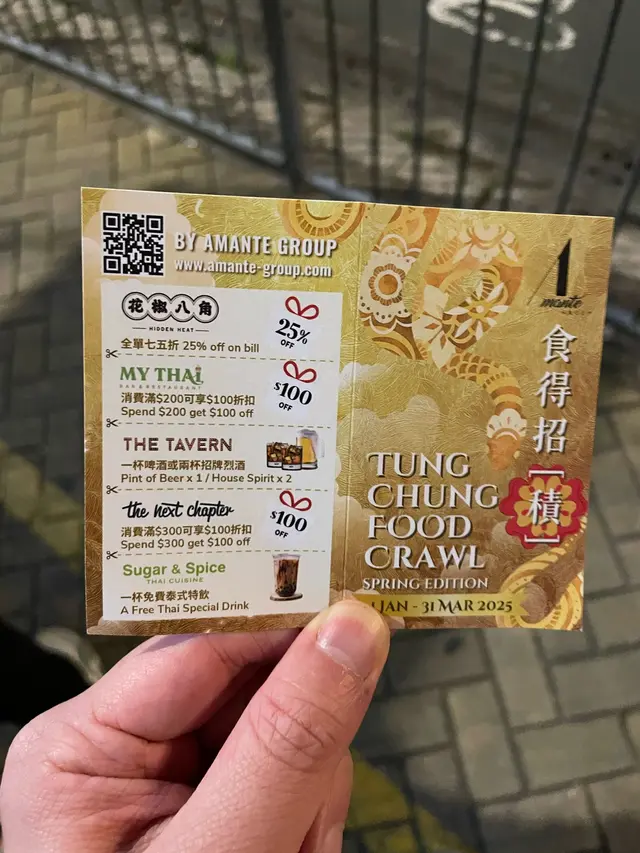 BY AMANTE GROUP
www.amante-group.com
花椒八角
HIDDEN HEAT
全單七五折 25% off on bill
25%
OFF
MY THAI
BAR & RESTAURANT
消費滿$200可享$100折扣
Spend $200 get $100 off
$100
OFF
THE TAVERN
一杯啤酒或兩杯招牌烈酒
Pint of Beer x 1 / House Spirit x 2
the next chapter
消費滿$300可享$100折扣
Spend $300 get $100 off
$100
OFF
Sugar & Spice
THAI CUISINE
一杯免費泰式特飲
A Free Thai Special Drink
Amante
GROUP
食得招[積]
TUNG
CHUNG
FOOD
CRAWL
SPRING EDITION
JAN - 31 MAR 2025